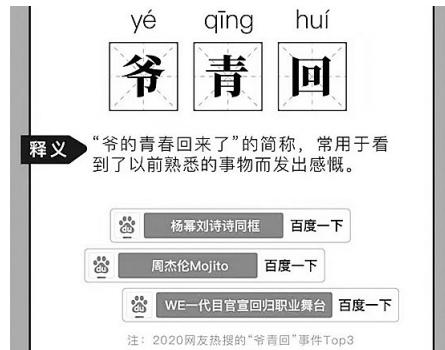 yé qīng huí
爷青回
释义
“爷的青春回来了”的简称，常用于看
到了以前熟悉的事物而发出感慨。
du 杨幂刘诗诗同框 百度一下
du 周杰伦Mojito 百度一下
du WE一代目官宣回归职业舞台 百度一下
注：2020网友热搜的“爷青回”事件Top3